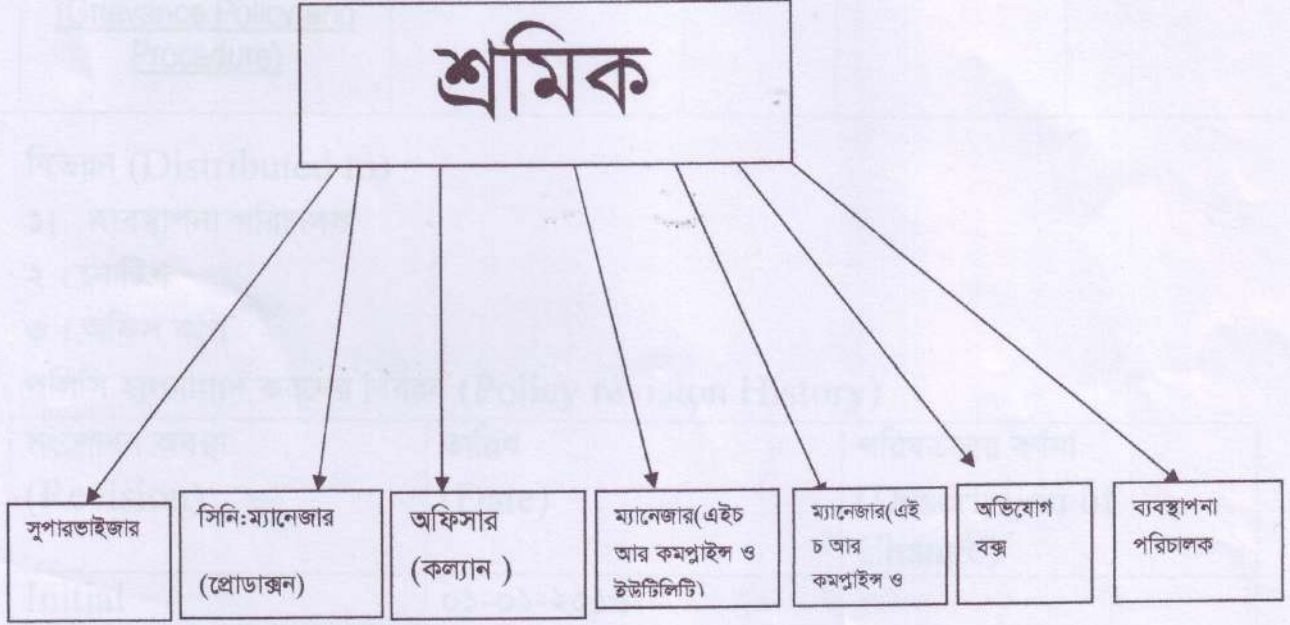 শ্রমিক
সুপারভাইজার
সিনি:ম্যানেজার
(প্রোডাক্সন)
অফিসার
(কল্যান )
ম্যানেজার(এইচ
আর কমপ্লাইন্স ও
ইউটিলিটি)
ম্যানেজার(এই
চ আর
কমপ্লাইন্স ও
অভিযোগ
বক্স
ব্যবস্থাপনা
পরিচালক